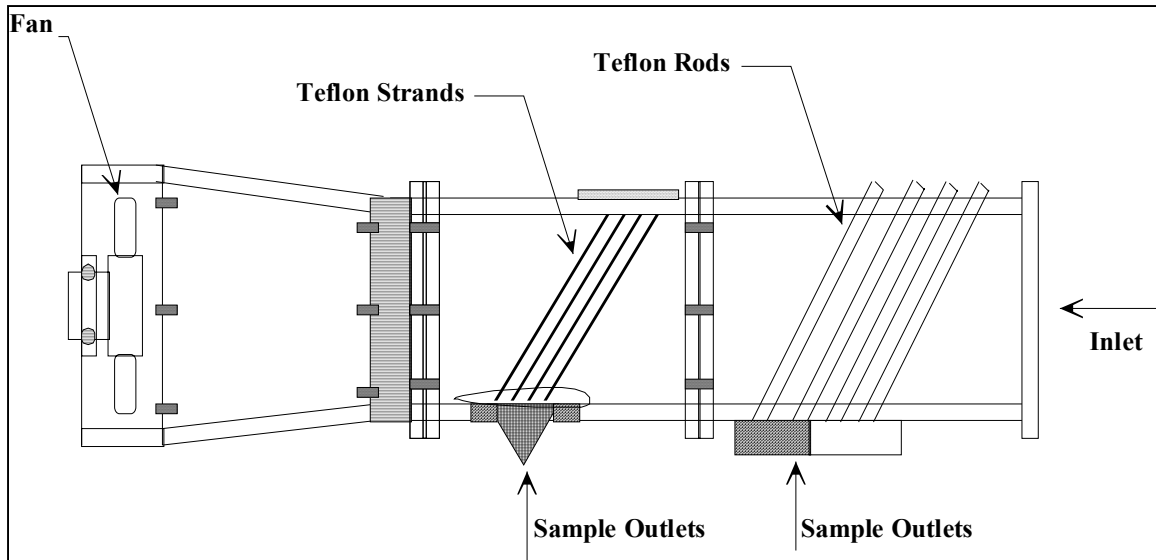 Fan
Teflon Strands
Teflon Rods
Inlet
Sample Outlets
Sample Outlets